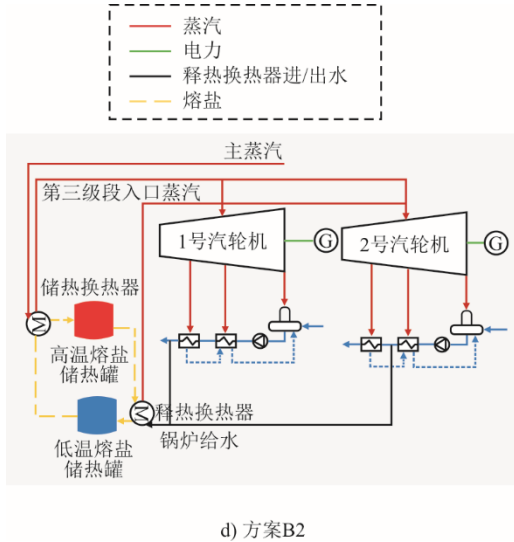 蒸汽
电力
释热换热器进/出水
熔盐
主蒸汽
第三级段入口蒸汽
1号汽轮机
G
2号汽轮机
G
储热换热器
M
高温熔盐
储热罐
M
释热换热器
低温熔盐
储热罐
锅炉给水
d) 方案B2